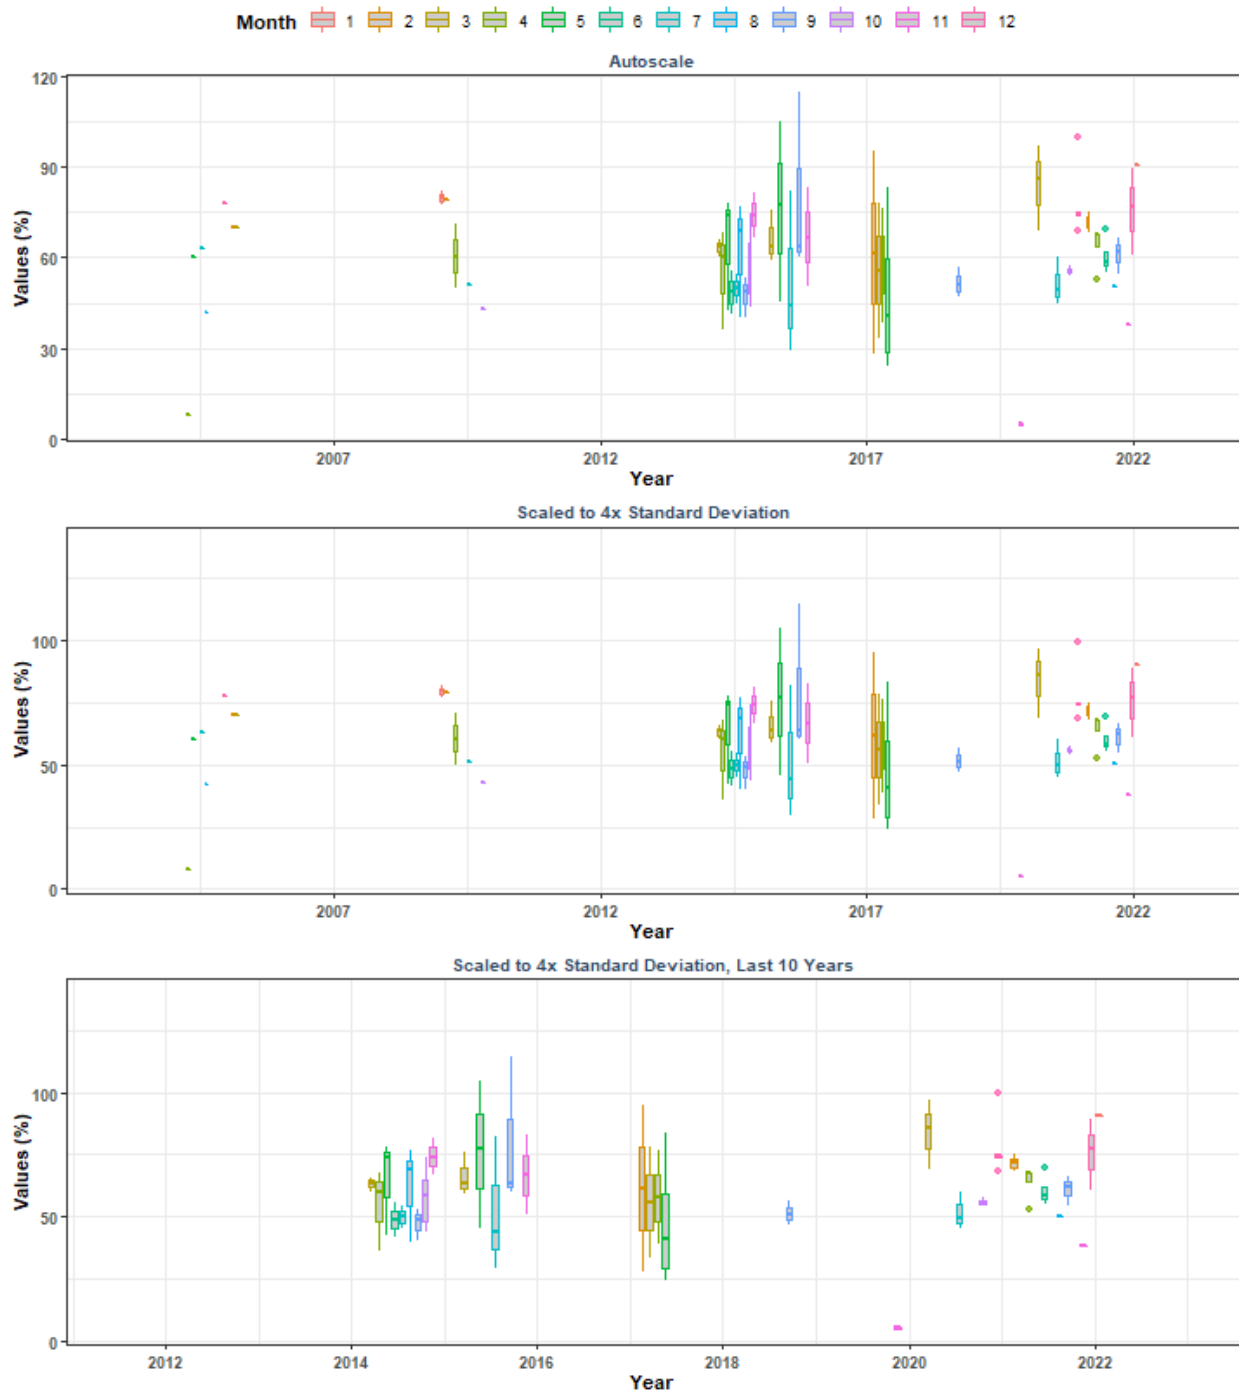 Month 1 2 3 4 5 6 7 8 9 10 11 12
Autoscale
120
90
60
30
0
Values (%)
2007 2012 2017 2022
Year
Scaled to 4x Standard Deviation
100
50
0
Values (%)
2007 2012 2017 2022
Year
Scaled to 4x Standard Deviation, Last 10 Years
100
50
0
Values (%)
2012 2014 2016 2018 2020 2022
Year